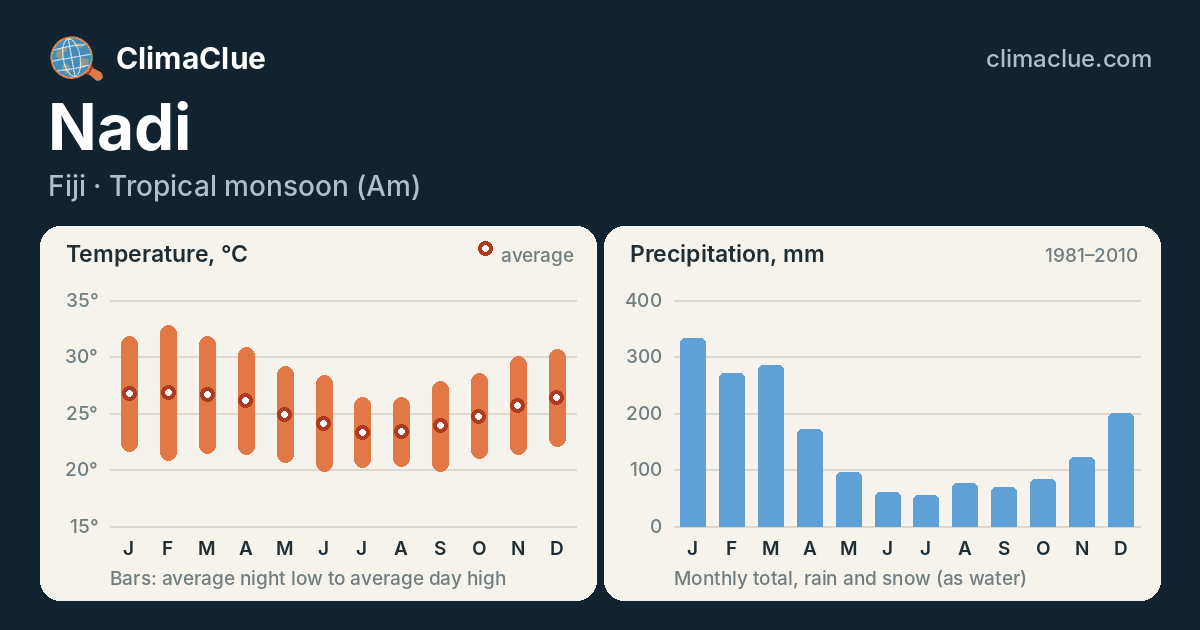 ClimaClue
climaclue.com
Nadi
Fiji · Tropical monsoon (Am)
Temperature, °C
average
35°
30°
25°
20°
15°
J F M A M J J A S O N D
Bars: average night low to average day high
Precipitation, mm
1981–2010
400
300
200
100
0
J F M A M J J A S O N D
Monthly total, rain and snow (as water)